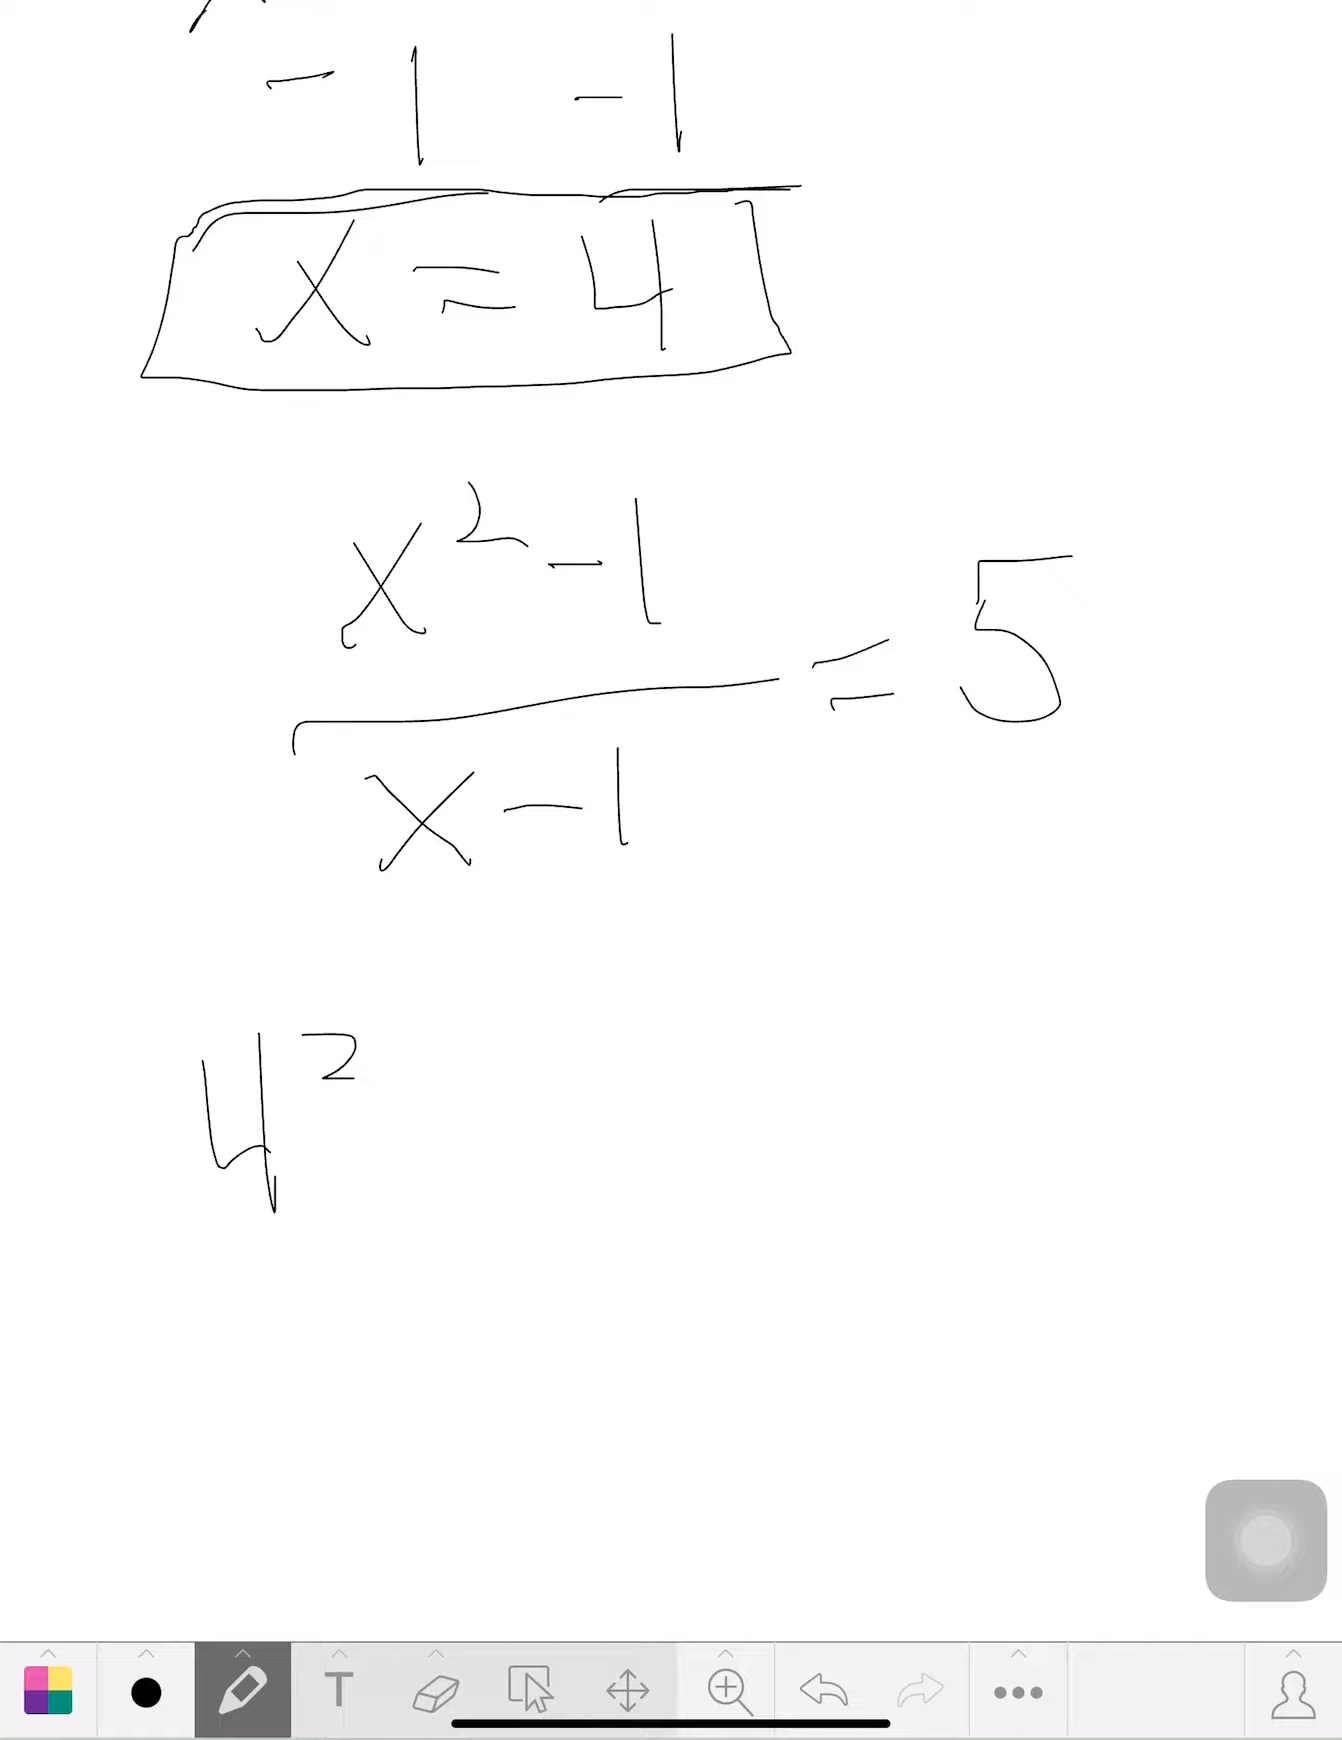 - 1 - 1
x = 4
x² - 1
= 5
x - 1
4²
T